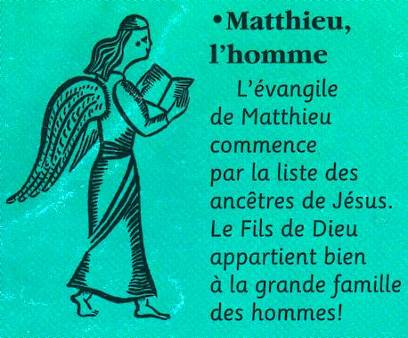 •Matthieu,
l'homme
L'évangile
de Matthieu
commence
par la liste des
ancêtres de Jésus.
Le Fils de Dieu
appartient bien
à la grande famille
des hommes!